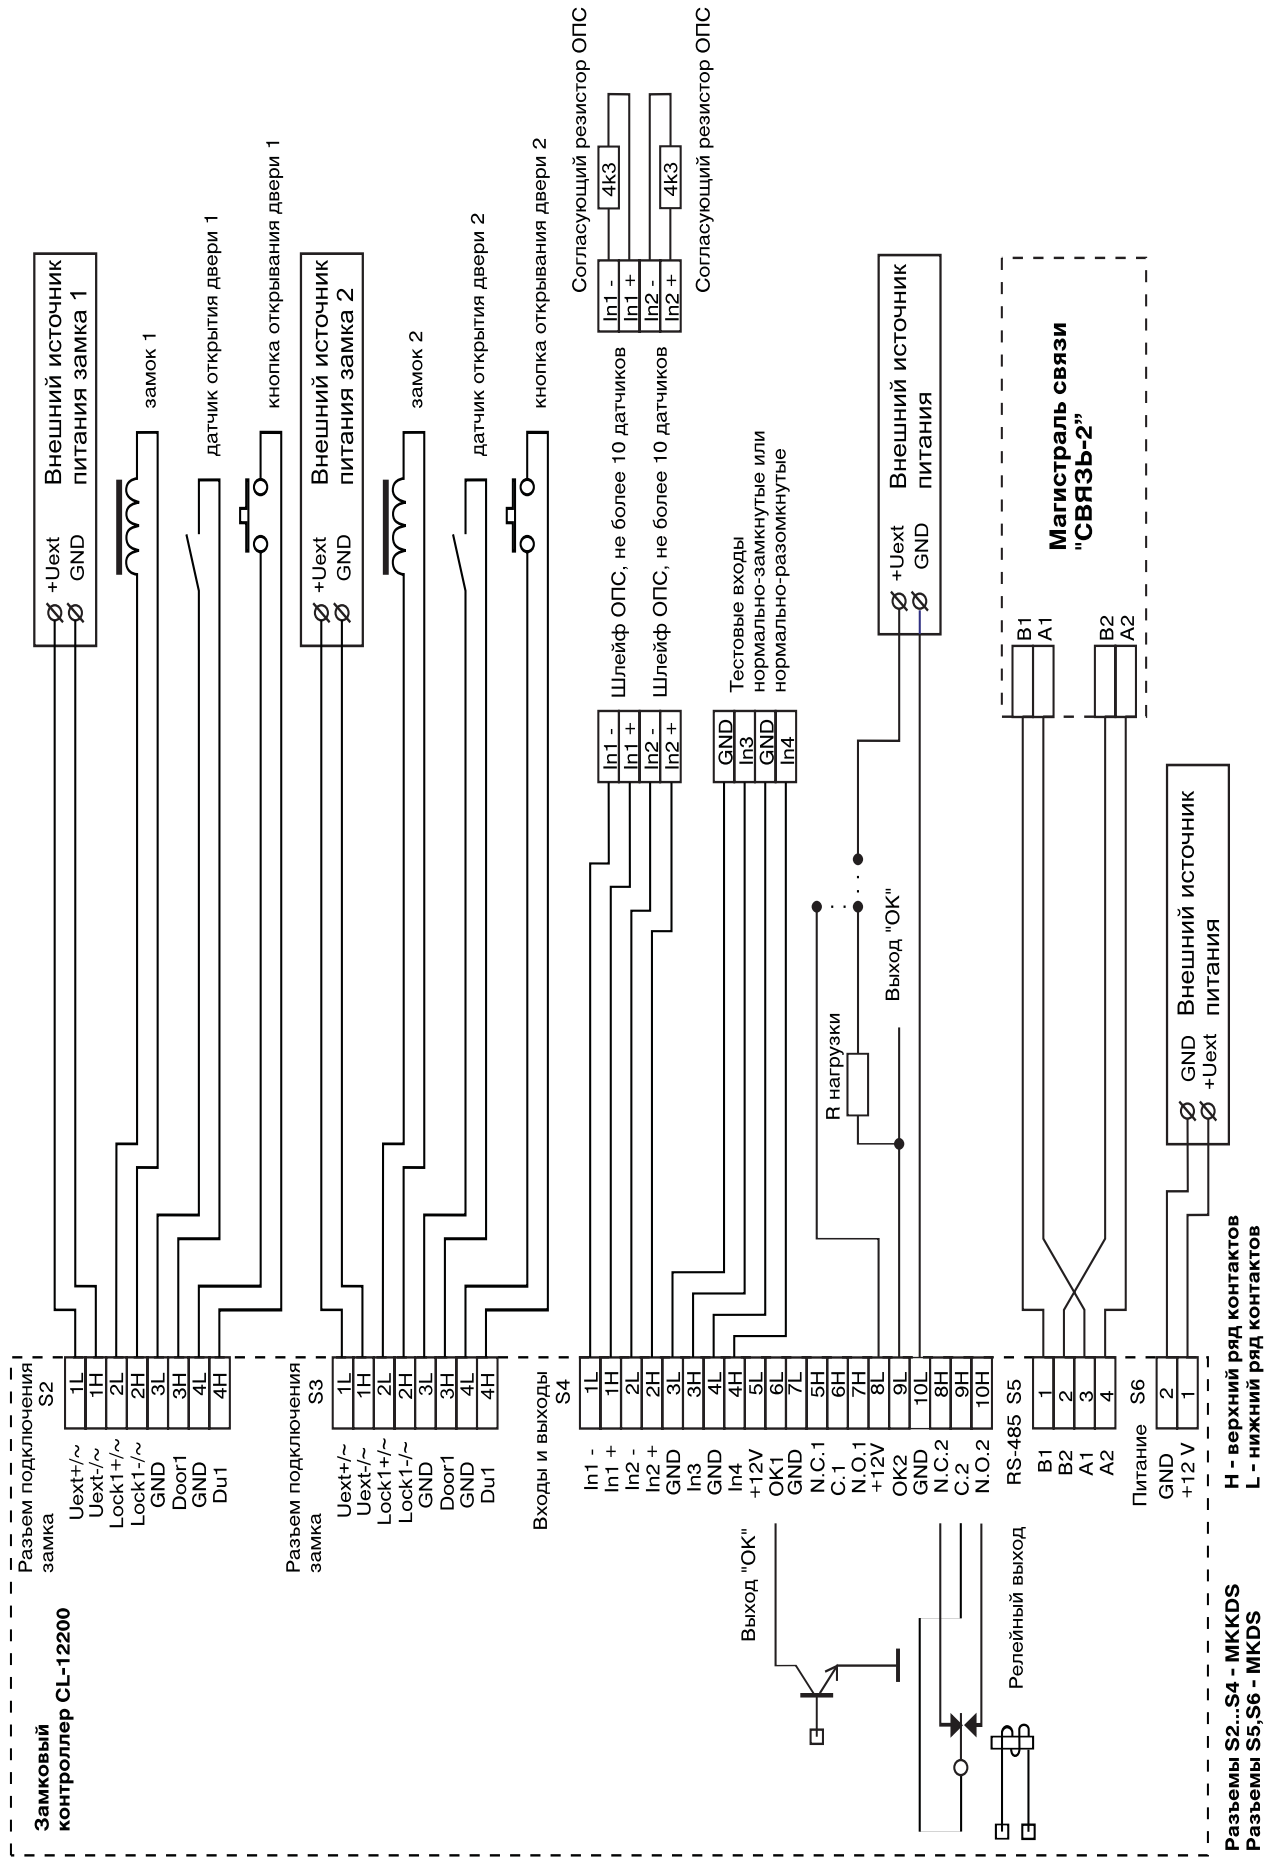 Замковый
контроллер CL-12200
Разъем подключения
замка
S2
Uext+/~
Uext-/~
Lock1+/~
Lock1-/~
GND
Door1
GND
Du1
1L
1H
2L
2H
3L
3H
4L
4H
+Uext
GND
Внешний источник
питания замка 1
замок 1
датчик открытия двери 1
кнопка открывания двери 1
Разъем подключения
замка
S3
Uext+/~
Uext-/~
Lock1+/~
Lock1-/~
GND
Door1
GND
Du1
1L
1H
2L
2H
3L
3H
4L
4H
+Uext
GND
Внешний источник
питания замка 2
замок 2
датчик открытия двери 2
кнопка открывания двери 2
Входы и выходы
S4
In1 -
In1 +
In2 -
In2 +
GND
In3
GND
In4
+12V
OK1
GND
N.C.1
C.1
N.O.1
+12V
OK2
GND
N.C.2
C.2
N.O.2
1L
1H
2L
2H
3L
3H
4L
4H
5L
6L
7L
5H
6H
7H
8L
9L
10L
8H
9H
10H
In1 -
In1 +
In2 -
In2 +
Шлейф ОПС, не более 10 датчиков
Шлейф ОПС, не более 10 датчиков
In1 -
In1 +
In2 -
In2 +
4k3
4k3
Согласующий резистор ОПС
Согласующий резистор ОПС
GND
In3
GND
In4
Тестовые входы
нормально-замкнутые или
нормально-разомкнутые
Выход "ОК"
R нагрузки
Выход "ОК"
+Uext
GND
Внешний источник
питания
Релейный выход
RS-485
S5
B1
B2
A1
A2
1
2
3
4
B1
A1
B2
A2
Магистраль связи
"СВЯЗЬ-2”
Питание
S6
GND
+12 V
2
1
GND
+Uext
Внешний источник
питания
Разъемы S2...S4 - MKKDS
Разъемы S5,S6 - MKDS
H - верхний ряд контактов
L - нижний ряд контактов